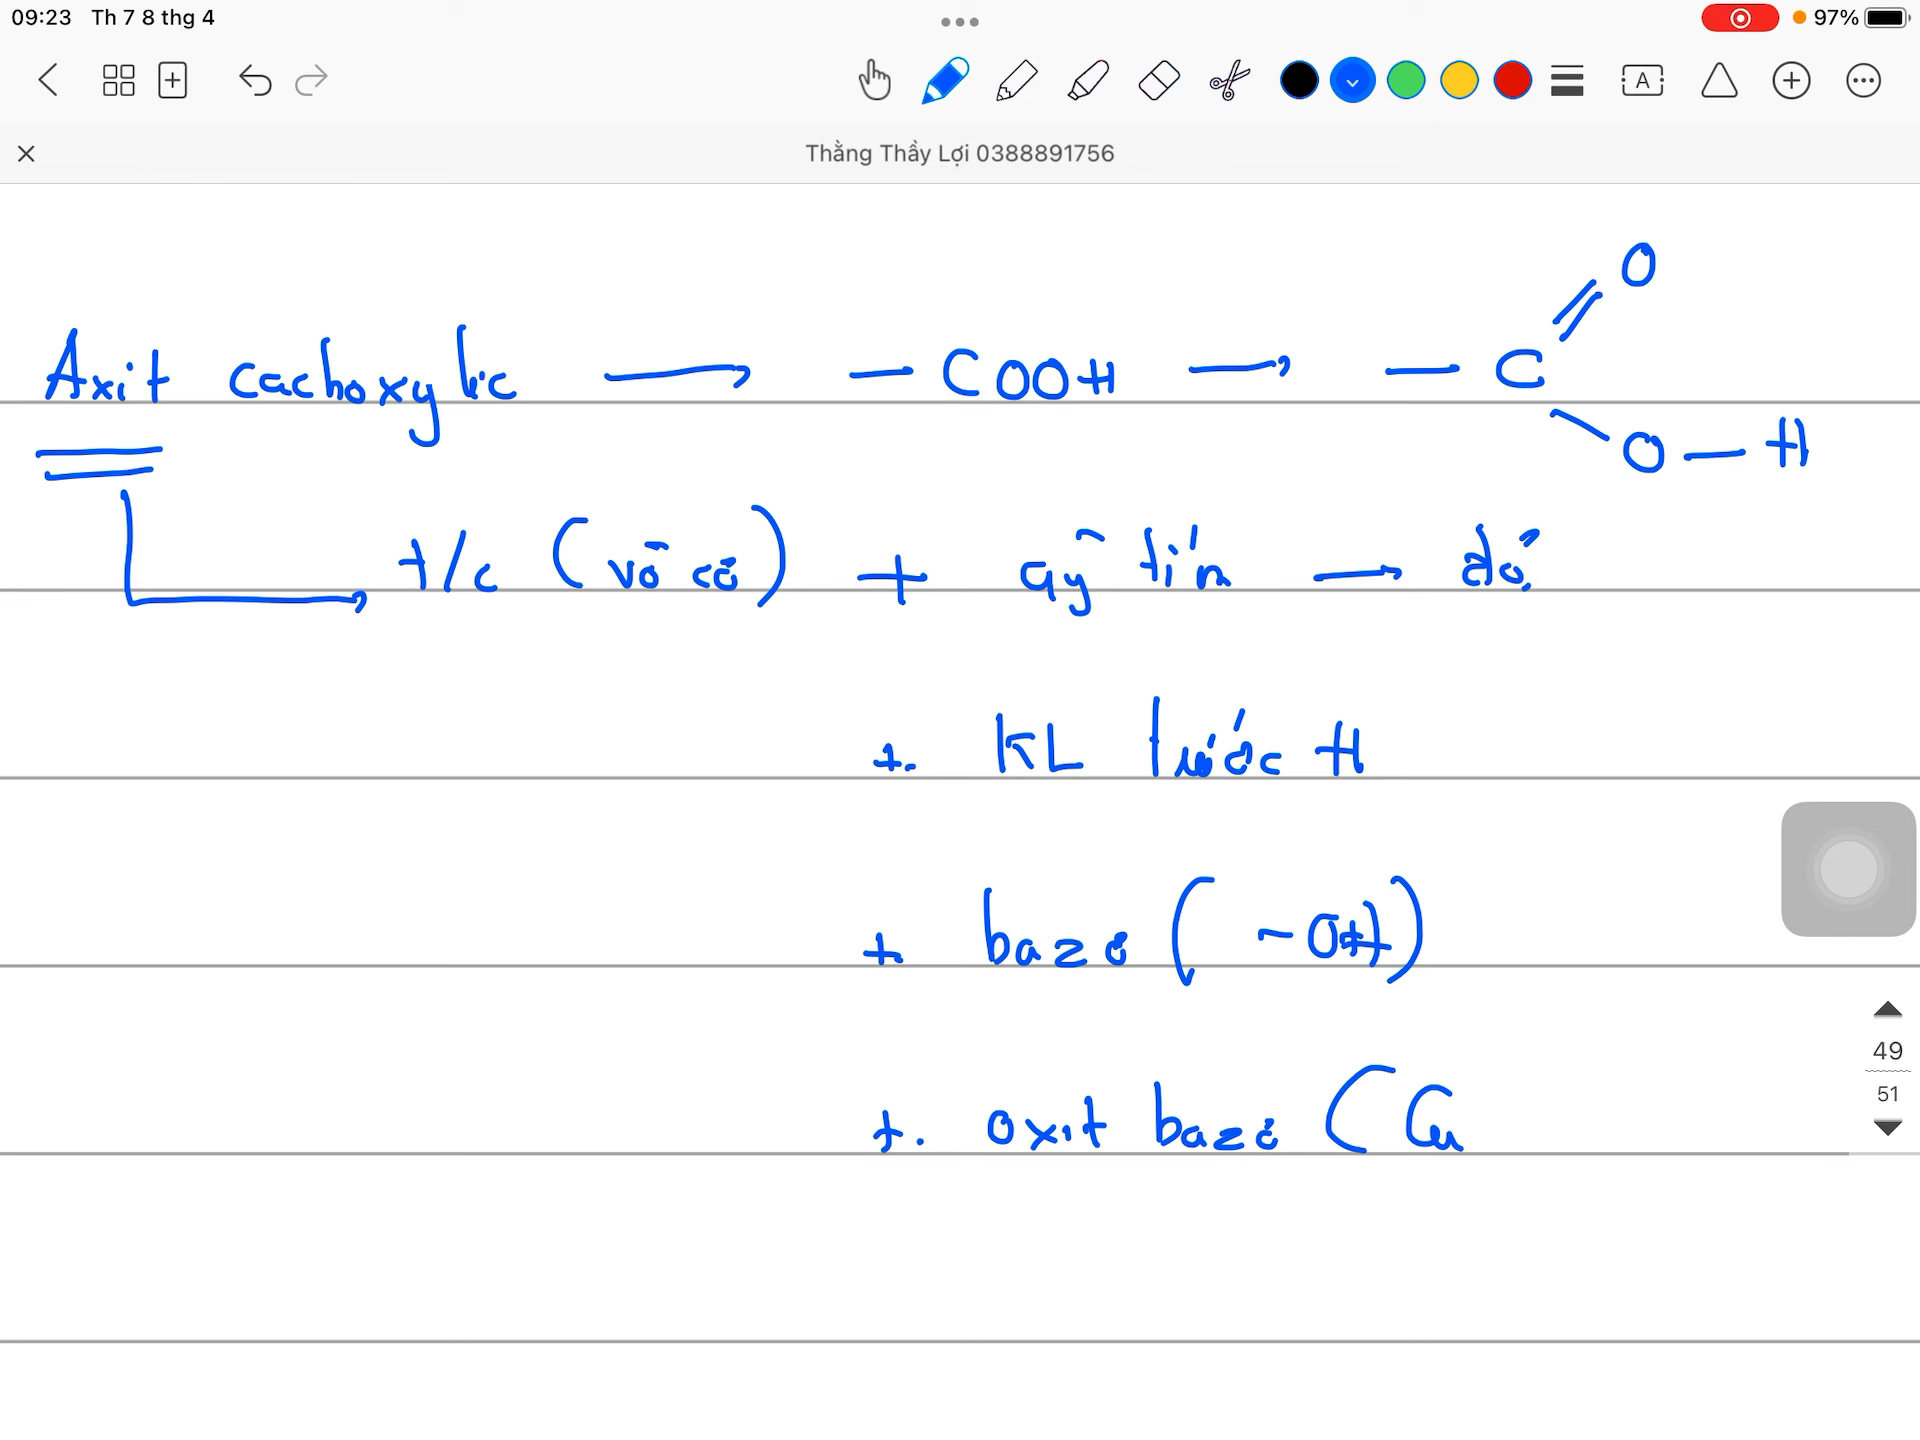 09:23 Th 7 8 thg 4 97%
A
Thằng Thầy Lợi 0388891756
O
Axit cacboxylic → – COOH → – C
O – H
t/c (vô cơ) + quỳ tím → đỏ
+. KL trước H
+ bazơ (–OH)
49
51
+. oxit bazơ (Cu